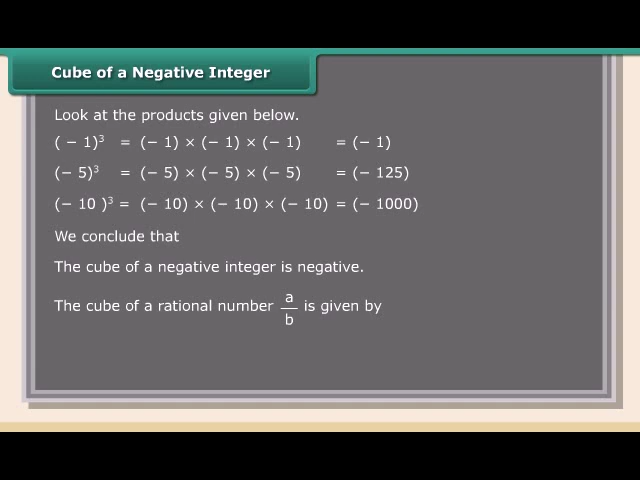 Cube of a Negative Integer
Look at the products given below.
(− 1)³ = (− 1) × (− 1) × (− 1) = (− 1)
(− 5)³ = (− 5) × (− 5) × (− 5) = (− 125)
(− 10 )³ = (− 10) × (− 10) × (− 10) = (− 1000)
We conclude that
The cube of a negative integer is negative.
The cube of a rational number a/b is given by